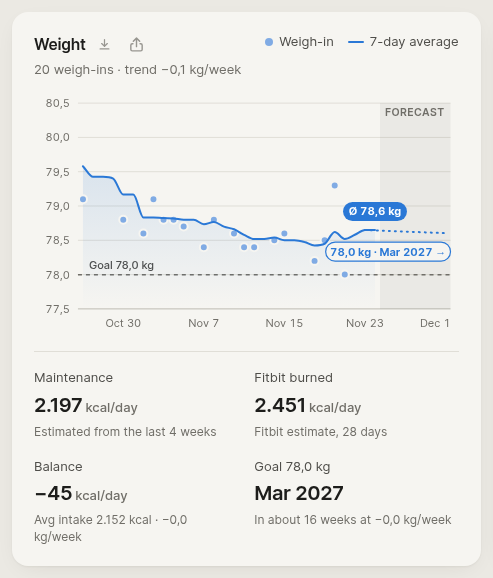 Weight
Weigh-in
7-day average
20 weigh-ins · trend −0,1 kg/week
80,5
FORECAST
80,0
79,5
79,0
Ø 78,6 kg
78,5
78,0 kg · Mar 2027 →
Goal 78,0 kg
78,0
77,5
Oct 30
Nov 7
Nov 15
Nov 23
Dec 1
Maintenance
2.197 kcal/day
Estimated from the last 4 weeks
Fitbit burned
2.451 kcal/day
Fitbit estimate, 28 days
Balance
−45 kcal/day
Avg intake 2.152 kcal · −0,0
kg/week
Goal 78,0 kg
Mar 2027
In about 16 weeks at −0,0 kg/week